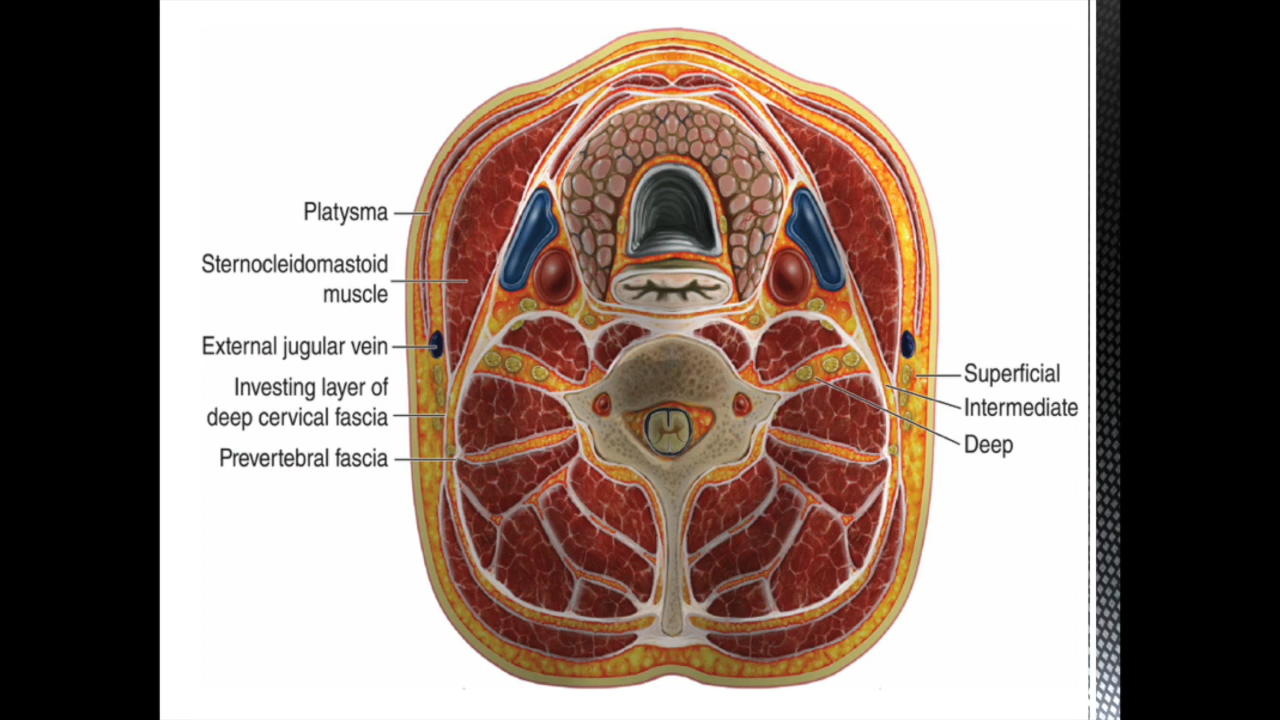 Platysma
Sternocleidomastoid
muscle
External jugular vein
Investing layer of
deep cervical fascia
Prevertebral fascia
Superficial
Intermediate
Deep